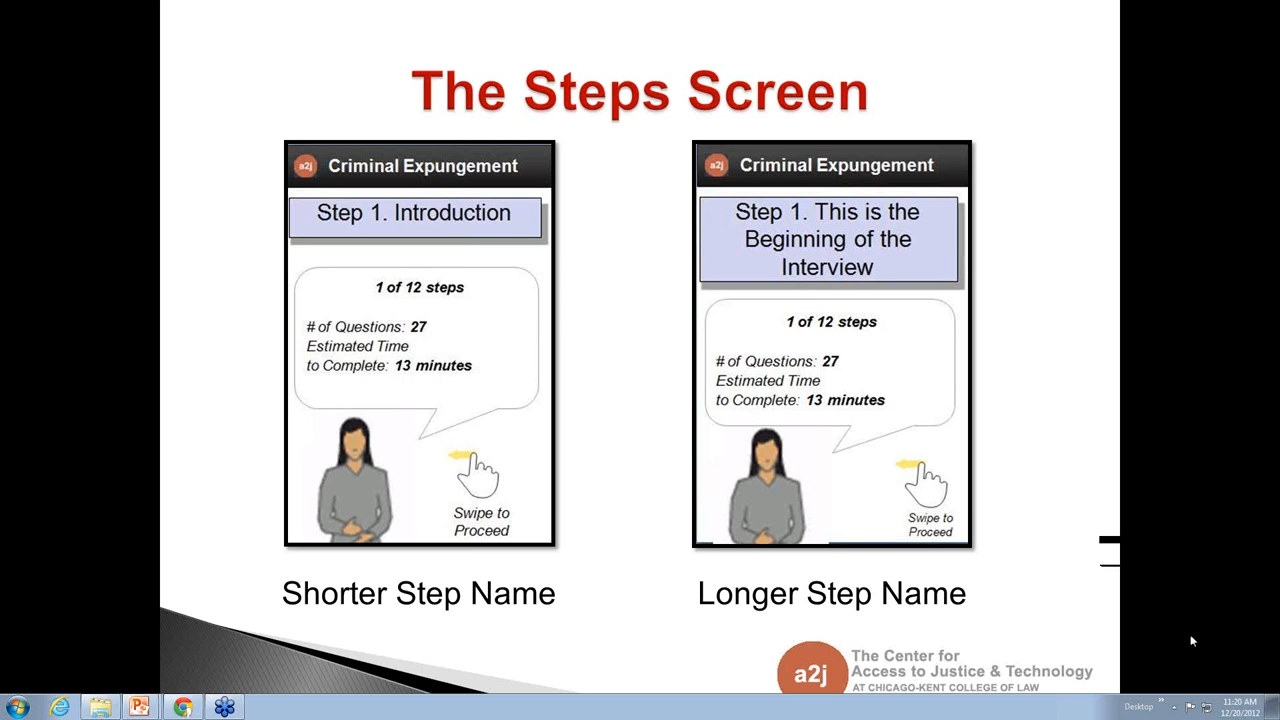 The Steps Screen
a2j Criminal Expungement
Step 1. Introduction
1 of 12 steps
# of Questions: 27
Estimated Time
to Complete: 13 minutes
Swipe to
Proceed
Shorter Step Name
a2j Criminal Expungement
Step 1. This is the
Beginning of the
Interview
1 of 12 steps
# of Questions: 27
Estimated Time
to Complete: 13 minutes
Swipe to
Proceed
Longer Step Name
a2j
The Center for
Access to Justice & Technology
AT CHICAGO-KENT COLLEGE OF LAW
Desktop
11:20 AM
12/20/2012